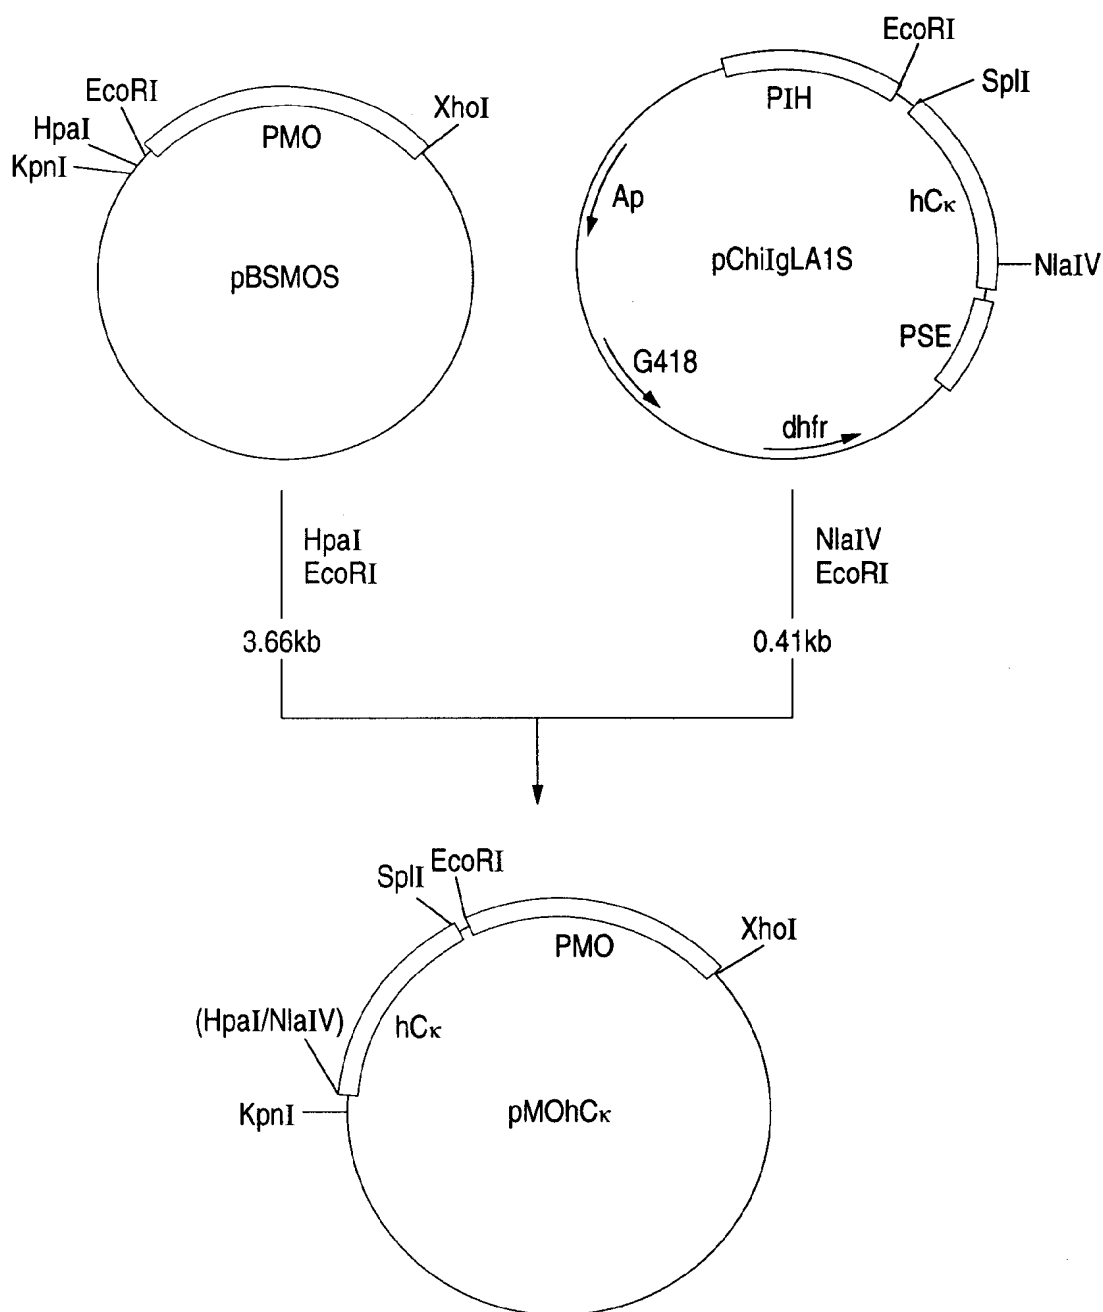 EcoRI
HpaI
KpnI
PMO
XhoI
pBSMOS
EcoRI
SplI
PIH
Ap
hCκ
pChiIgLA1S
NlaIV
PSE
G418
dhfr
HpaI
EcoRI
3.66kb
NlaIV
EcoRI
0.41kb
SplI
EcoRI
PMO
XhoI
(HpaI/NlaIV)
hCκ
KpnI
pMOhCκ